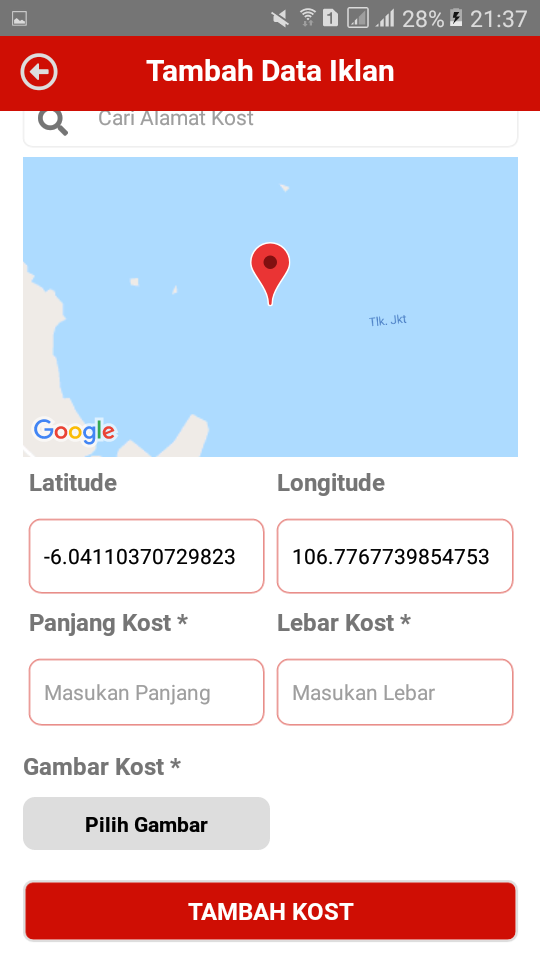 28% 21:37
Tambah Data Iklan
Cari Alamat Kost
Tlk. Jkt
Google
Latitude Longitude
-6.04110370729823 106.7767739854753
Panjang Kost * Lebar Kost *
Masukan Panjang Masukan Lebar
Gambar Kost *
Pilih Gambar
TAMBAH KOST